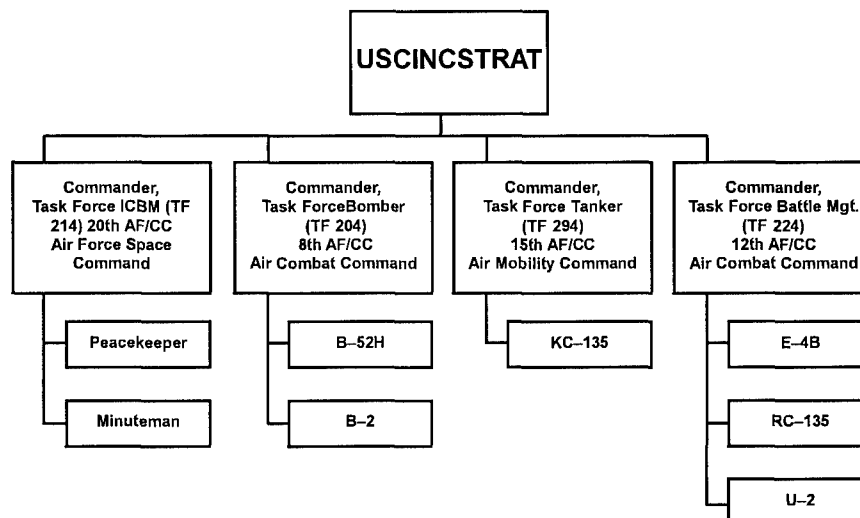 USCINCSTRAT
Commander,
Task Force ICBM (TF
214) 20th AF/CC
Air Force Space
Command
Commander,
Task ForceBomber
(TF 204)
8th AF/CC
Air Combat Command
Commander,
Task Force Tanker
(TF 294)
15th AF/CC
Air Mobility Command
Commander,
Task Force Battle Mgt.
(TF 224)
12th AF/CC
Air Combat Command
Peacekeeper
B–52H
KC–135
E–4B
Minuteman
B–2
RC–135
U–2